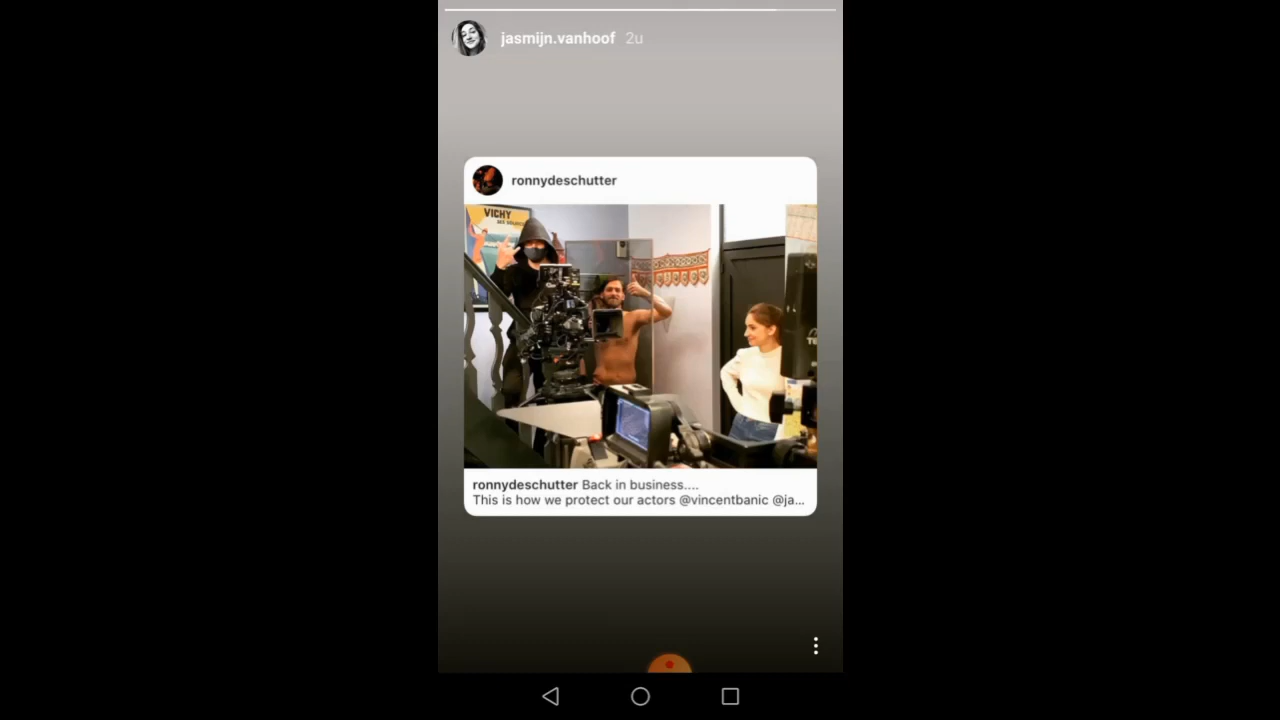 jasmijn.vanhoof 2u
ronnydeschutter
VICHY
ronnydeschutter Back in business....
This is how we protect our actors @vincentbanic @ja...